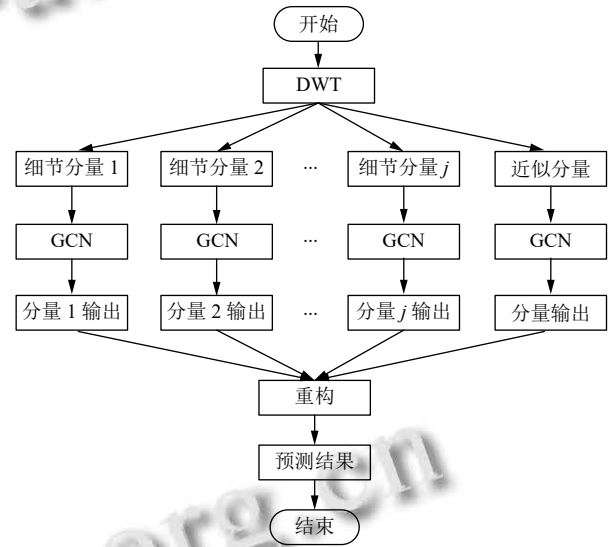 开始
DWT
细节分量 1 细节分量 2 ... 细节分量 j 近似分量
GCN GCN ... GCN GCN
分量 1 输出 分量 2 输出 ... 分量 j 输出 分量输出
重构
预测结果
结束
org.cn